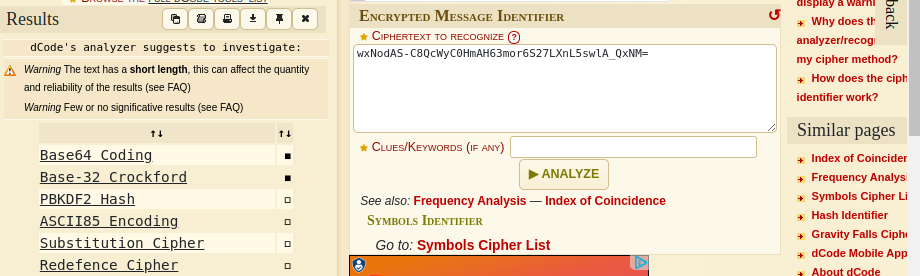 BROWSE THE FULL DCODE TOOLS' LIST
Results
dCode's analyzer suggests to investigate:
Warning The text has a short length, this can affect the quantity
and reliability of the results (see FAQ)
Warning Few or no significative results (see FAQ)
↑↓ ↑↓
Base64 Coding ■
Base-32 Crockford ■
PBKDF2 Hash □
ASCII85 Encoding □
Substitution Cipher □
Redefence Cipher □
ENCRYPTED MESSAGE IDENTIFIER
★ CIPHERTEXT TO RECOGNIZE ?
wxNodAS-C8QcWyC0HmAH63mor6S27LXnL5swlA_QxNM=
★ CLUES/KEYWORDS (IF ANY)
▶ ANALYZE
See also: Frequency Analysis — Index of Coincidence
SYMBOLS IDENTIFIER
Go to: Symbols Cipher List
display a warni
Why does th
analyzer/recog
my cipher method?
How does the ciph
identifier work?
back
Similar pages
Index of Coinciden
Frequency Analysi
Symbols Cipher Li
Hash Identifier
Gravity Falls Ciphe
dCode Mobile App
About dCode